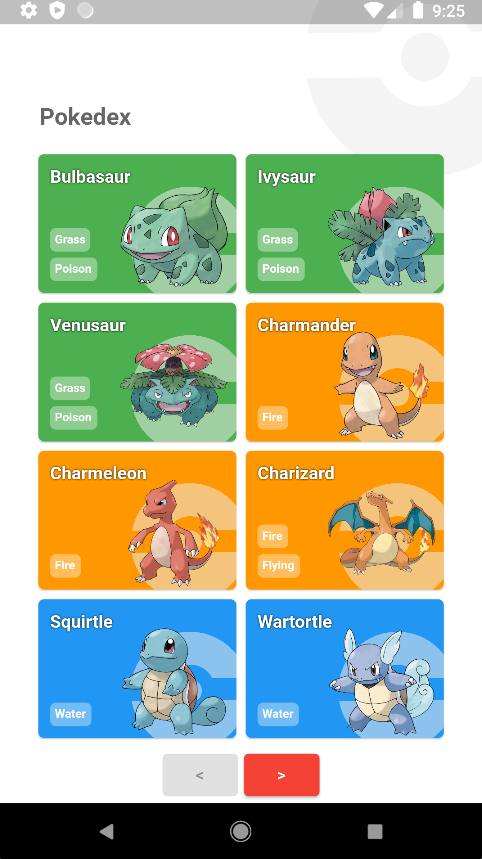 9:25
Pokedex
Bulbasaur
Grass
Poison
Ivysaur
Grass
Poison
Venusaur
Grass
Poison
Charmander
Fire
Charmeleon
Fire
Charizard
Fire
Flying
Squirtle
Water
Wartortle
Water
< >